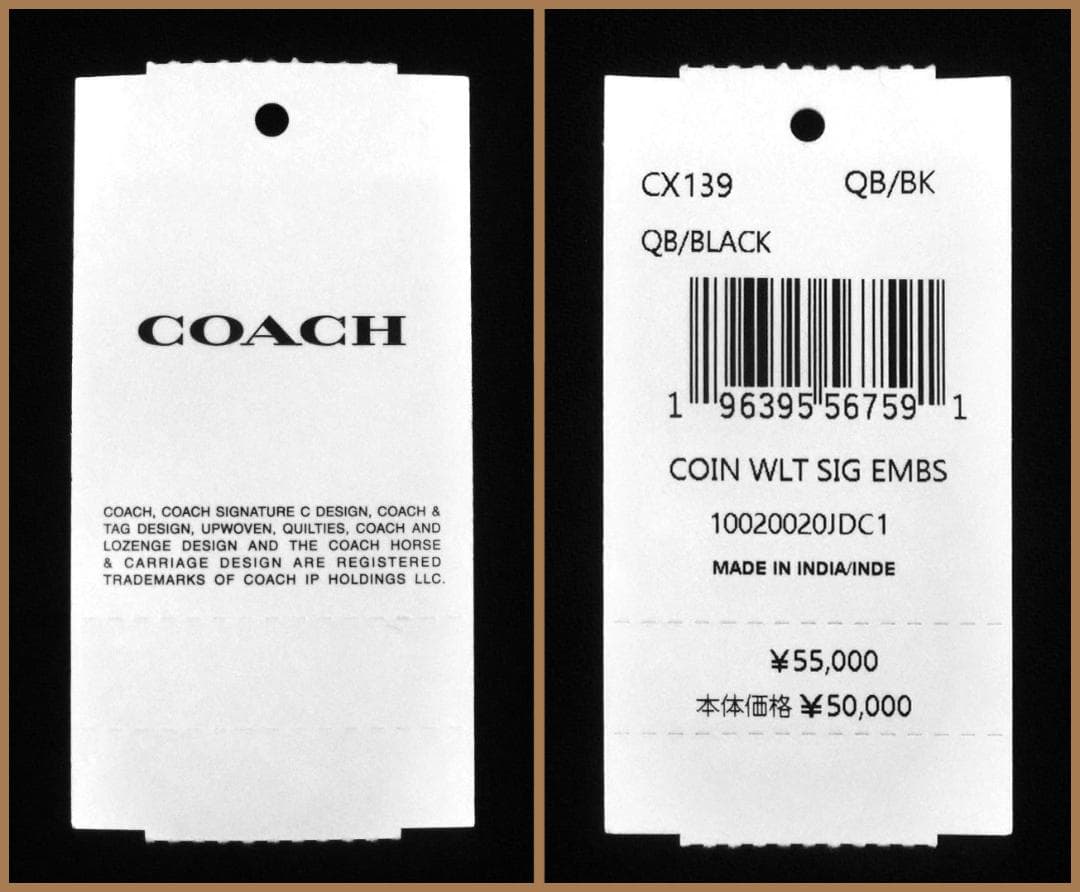 COACH
COACH, COACH SIGNATURE C DESIGN, COACH &
TAG DESIGN, UPWOVEN, QUILTIES, COACH AND
LOZENGE DESIGN AND THE COACH HORSE
& CARRIAGE DESIGN ARE REGISTERED
TRADEMARKS OF COACH IP HOLDINGS LLC.
CX139 QB/BK
QB/BLACK
1 96395 56759 1
COIN WLT SIG EMBS
10020020JDC1
MADE IN INDIA/INDE
¥55,000
本体価格 ¥50,000